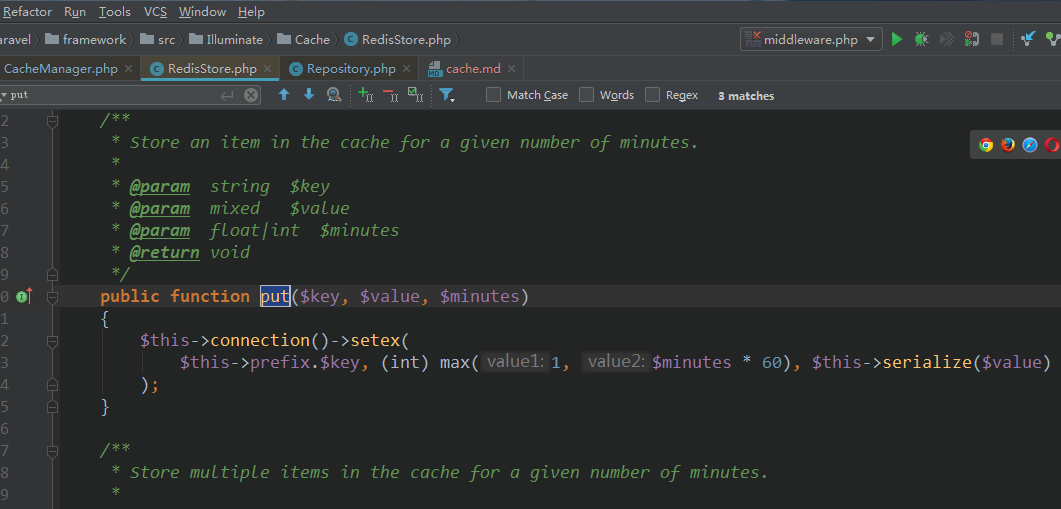 Refactor Run Tools VCS Window Help
aravel framework src Illuminate Cache RedisStore.php middleware.php
CacheManager.php RedisStore.php Repository.php cache.md
put Match Case Words Regex 3 matches
2 /**
3 * Store an item in the cache for a given number of minutes.
4 *
5 * @param string $key
6 * @param mixed $value
7 * @param float|int $minutes
8 * @return void
9 */
0 public function put($key, $value, $minutes)
1 {
2 $this->connection()->setex(
3 $this->prefix.$key, (int) max( value1: 1, value2: $minutes * 60), $this->serialize($value)
4 );
5 }
6
7 /**
8 * Store multiple items in the cache for a given number of minutes.
9 *